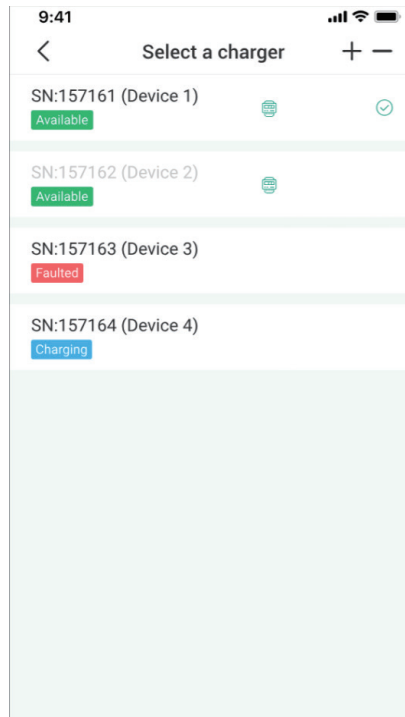 9:41
Select a charger
SN:157161 (Device 1)
Available
SN:157162 (Device 2)
Available
SN:157163 (Device 3)
Faulted
SN:157164 (Device 4)
Charging